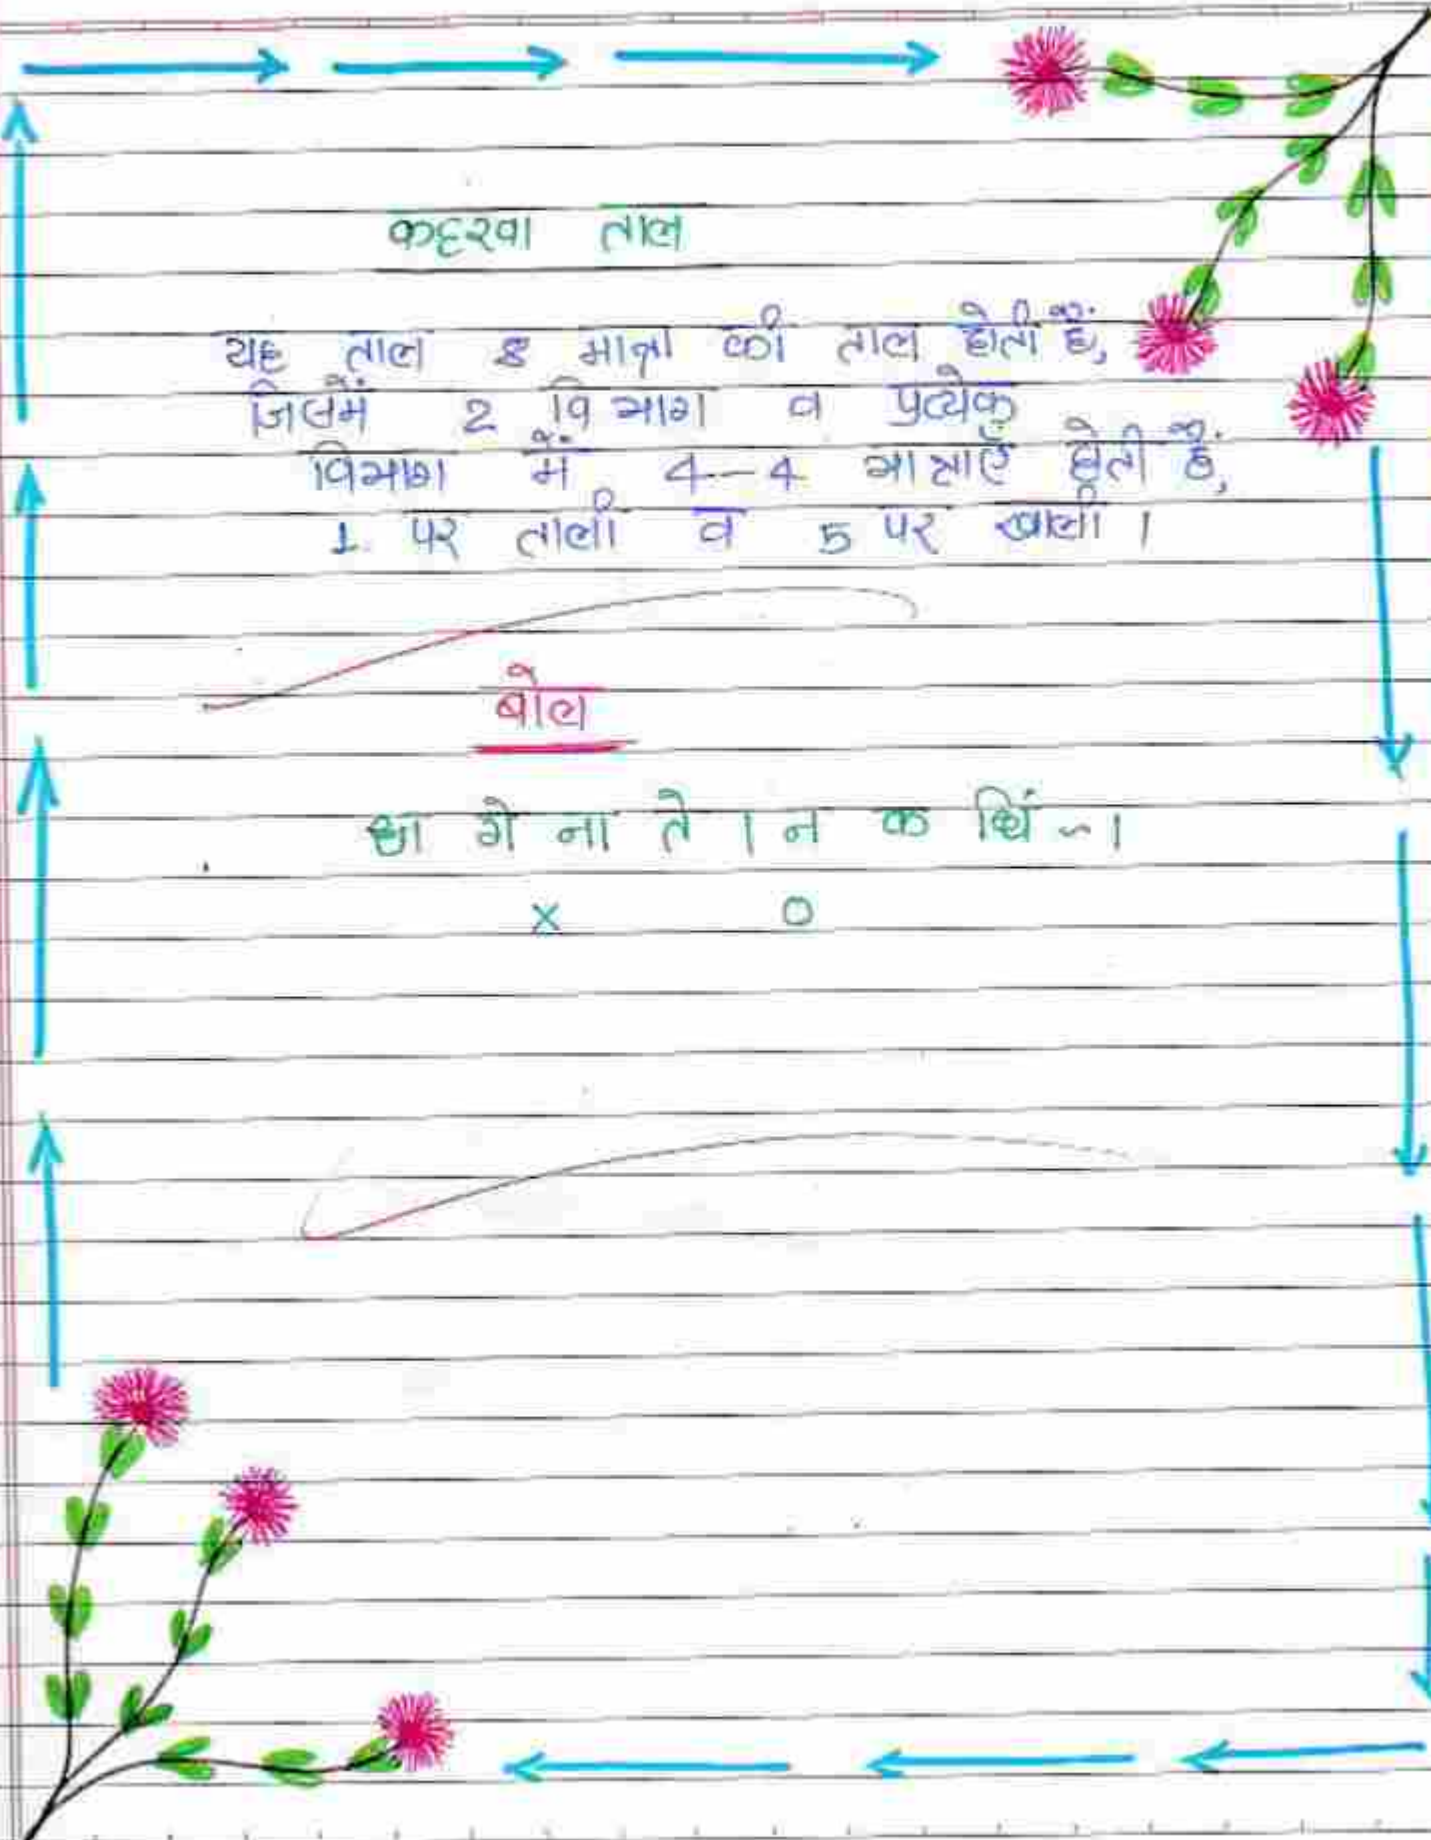 कहरवा ताल
यह ताल 8 मात्रा की ताल होती हैं,
जिसमें 2 विभाग व प्रत्येक
विभाग में 4-4 मात्राएँ होती हैं,
1 पर ताली व 5 पर खाली ।
बोल
धा गे ना ते । न क धिं ~ ।
x 0